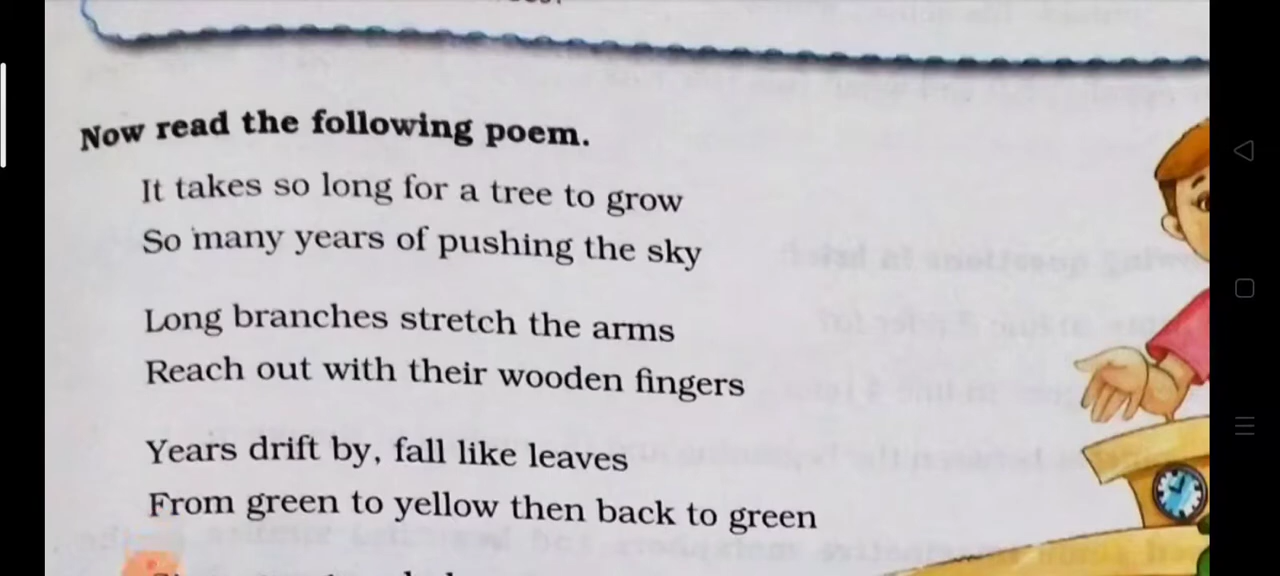 Now read the following poem.
It takes so long for a tree to grow
So many years of pushing the sky
Long branches stretch the arms
Reach out with their wooden fingers
Years drift by, fall like leaves
From green to yellow then back to green